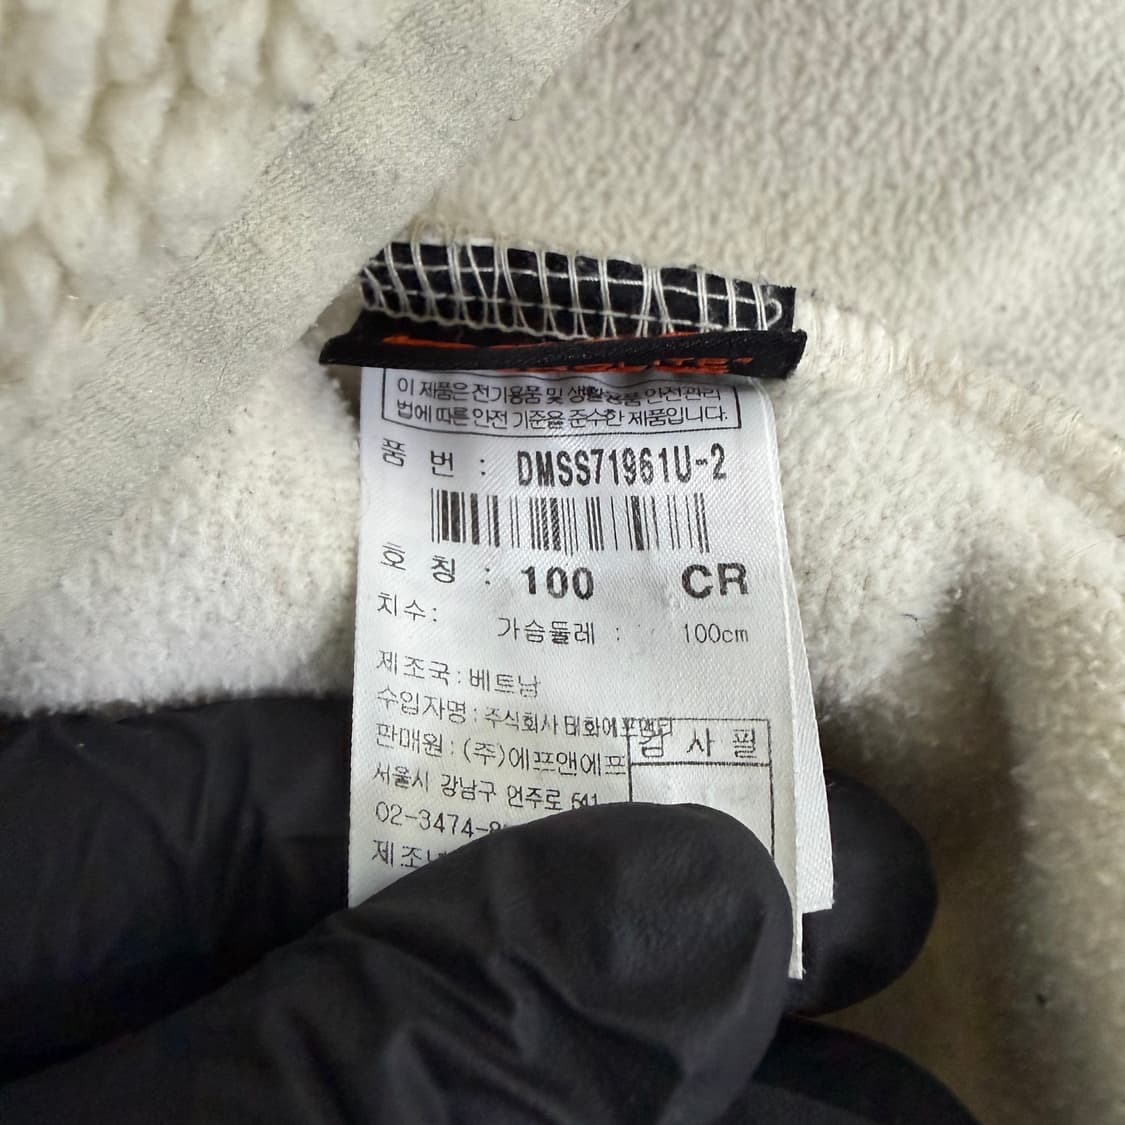 이 제품은 전기용품 및 생활용품 안전관리
법에 따른 안전 기준을 준수한 제품입니다.
품 번 : DMSS71961U-2
호 칭 : 100 CR
치수:
가슴둘레 : 100cm
제조국 : 베트남
수입자명 : 주식회사 태화에프앤디
검 사 필
판매원 : (주)에프앤에프
서울시 강남구 언주로 541
02-3474-